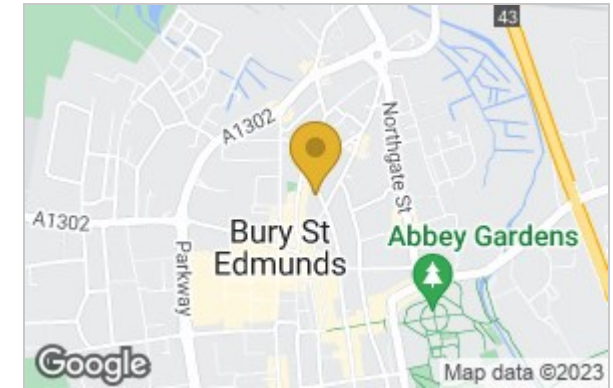 43
A1302
Northgate St
A1302
Bury St
Edmunds
Abbey Gardens
Parkway
Google
Map data ©2023